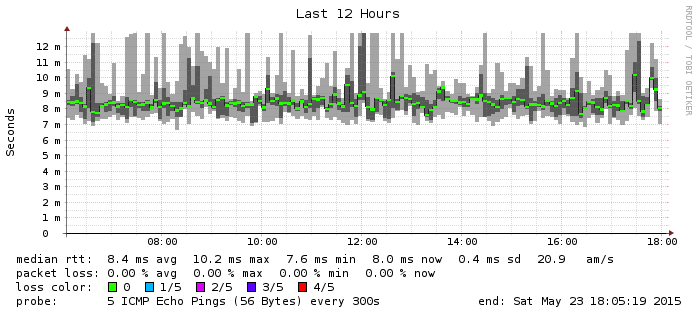 Last 12 Hours
RRDTOOL / TOBI OETIKER
Seconds
12 m
11 m
10 m
9 m
8 m
7 m
6 m
5 m
4 m
3 m
2 m
1 m
0
08:00 10:00 12:00 14:00 16:00 18:00
median rtt: 8.4 ms avg 10.2 ms max 7.6 ms min 8.0 ms now 0.4 ms sd 20.9 am/s
packet loss: 0.00 % avg 0.00 % max 0.00 % min 0.00 % now
loss color: 0 1/5 2/5 3/5 4/5
probe: 5 ICMP Echo Pings (56 Bytes) every 300s end: Sat May 23 18:05:19 2015